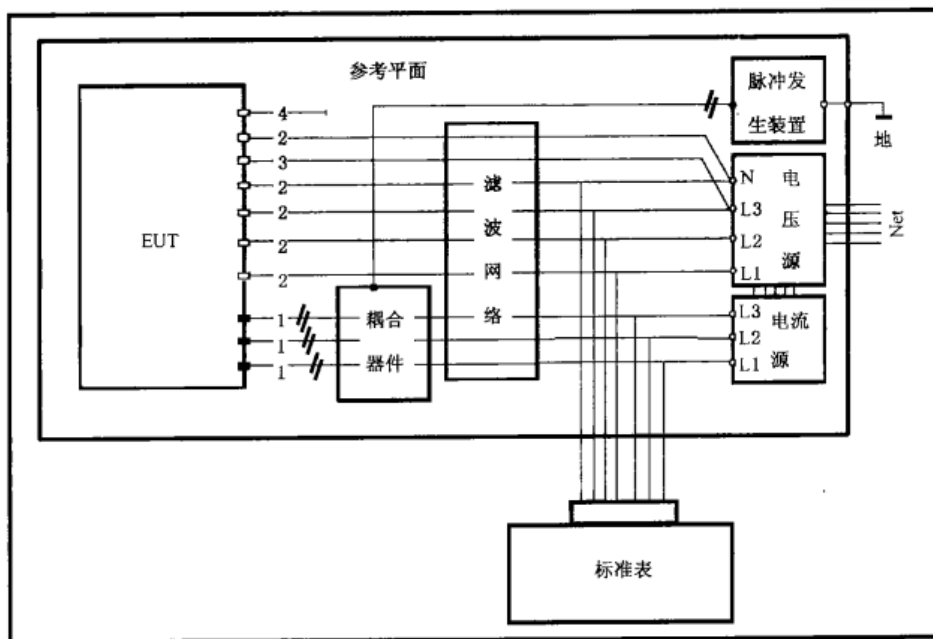 参考平面
脉冲发
生装置
地
EUT
4
2
3
2
2
2
2
1
1
1
耦合
器件
滤
波
网
络
N
L3
L2
L1
电
压
源
Net
L3
L2
L1
电流
源
标准表